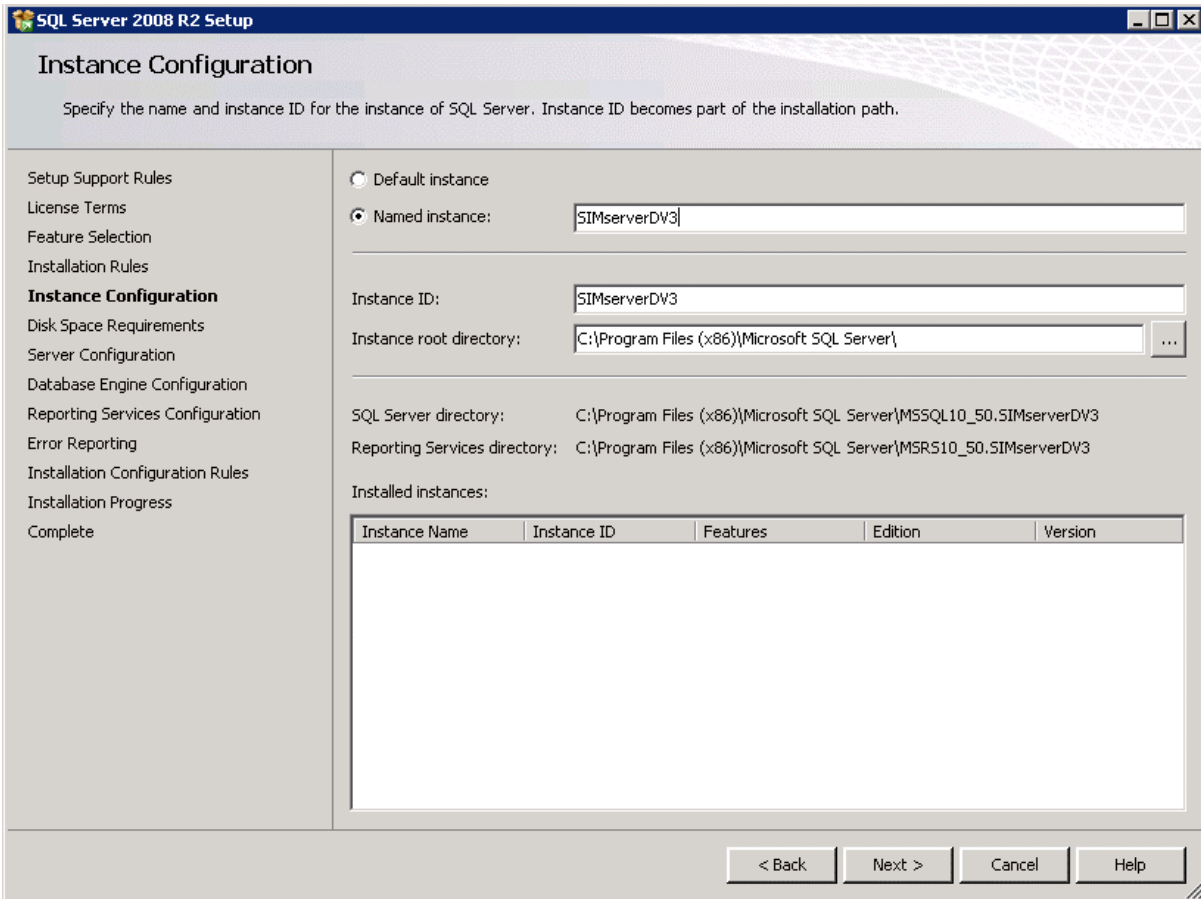 SQL Server 2008 R2 Setup
Instance Configuration
Specify the name and instance ID for the instance of SQL Server. Instance ID becomes part of the installation path.
Setup Support Rules
License Terms
Feature Selection
Installation Rules
Instance Configuration
Disk Space Requirements
Server Configuration
Database Engine Configuration
Reporting Services Configuration
Error Reporting
Installation Configuration Rules
Installation Progress
Complete
Default instance
Named instance: SIMserverDV3
Instance ID: SIMserverDV3
Instance root directory: C:\Program Files (x86)\Microsoft SQL Server\ ...
SQL Server directory: C:\Program Files (x86)\Microsoft SQL Server\MSSQL10_50.SIMserverDV3
Reporting Services directory: C:\Program Files (x86)\Microsoft SQL Server\MSRS10_50.SIMserverDV3
Installed instances:
Instance Name Instance ID Features Edition Version
< Back Next > Cancel Help